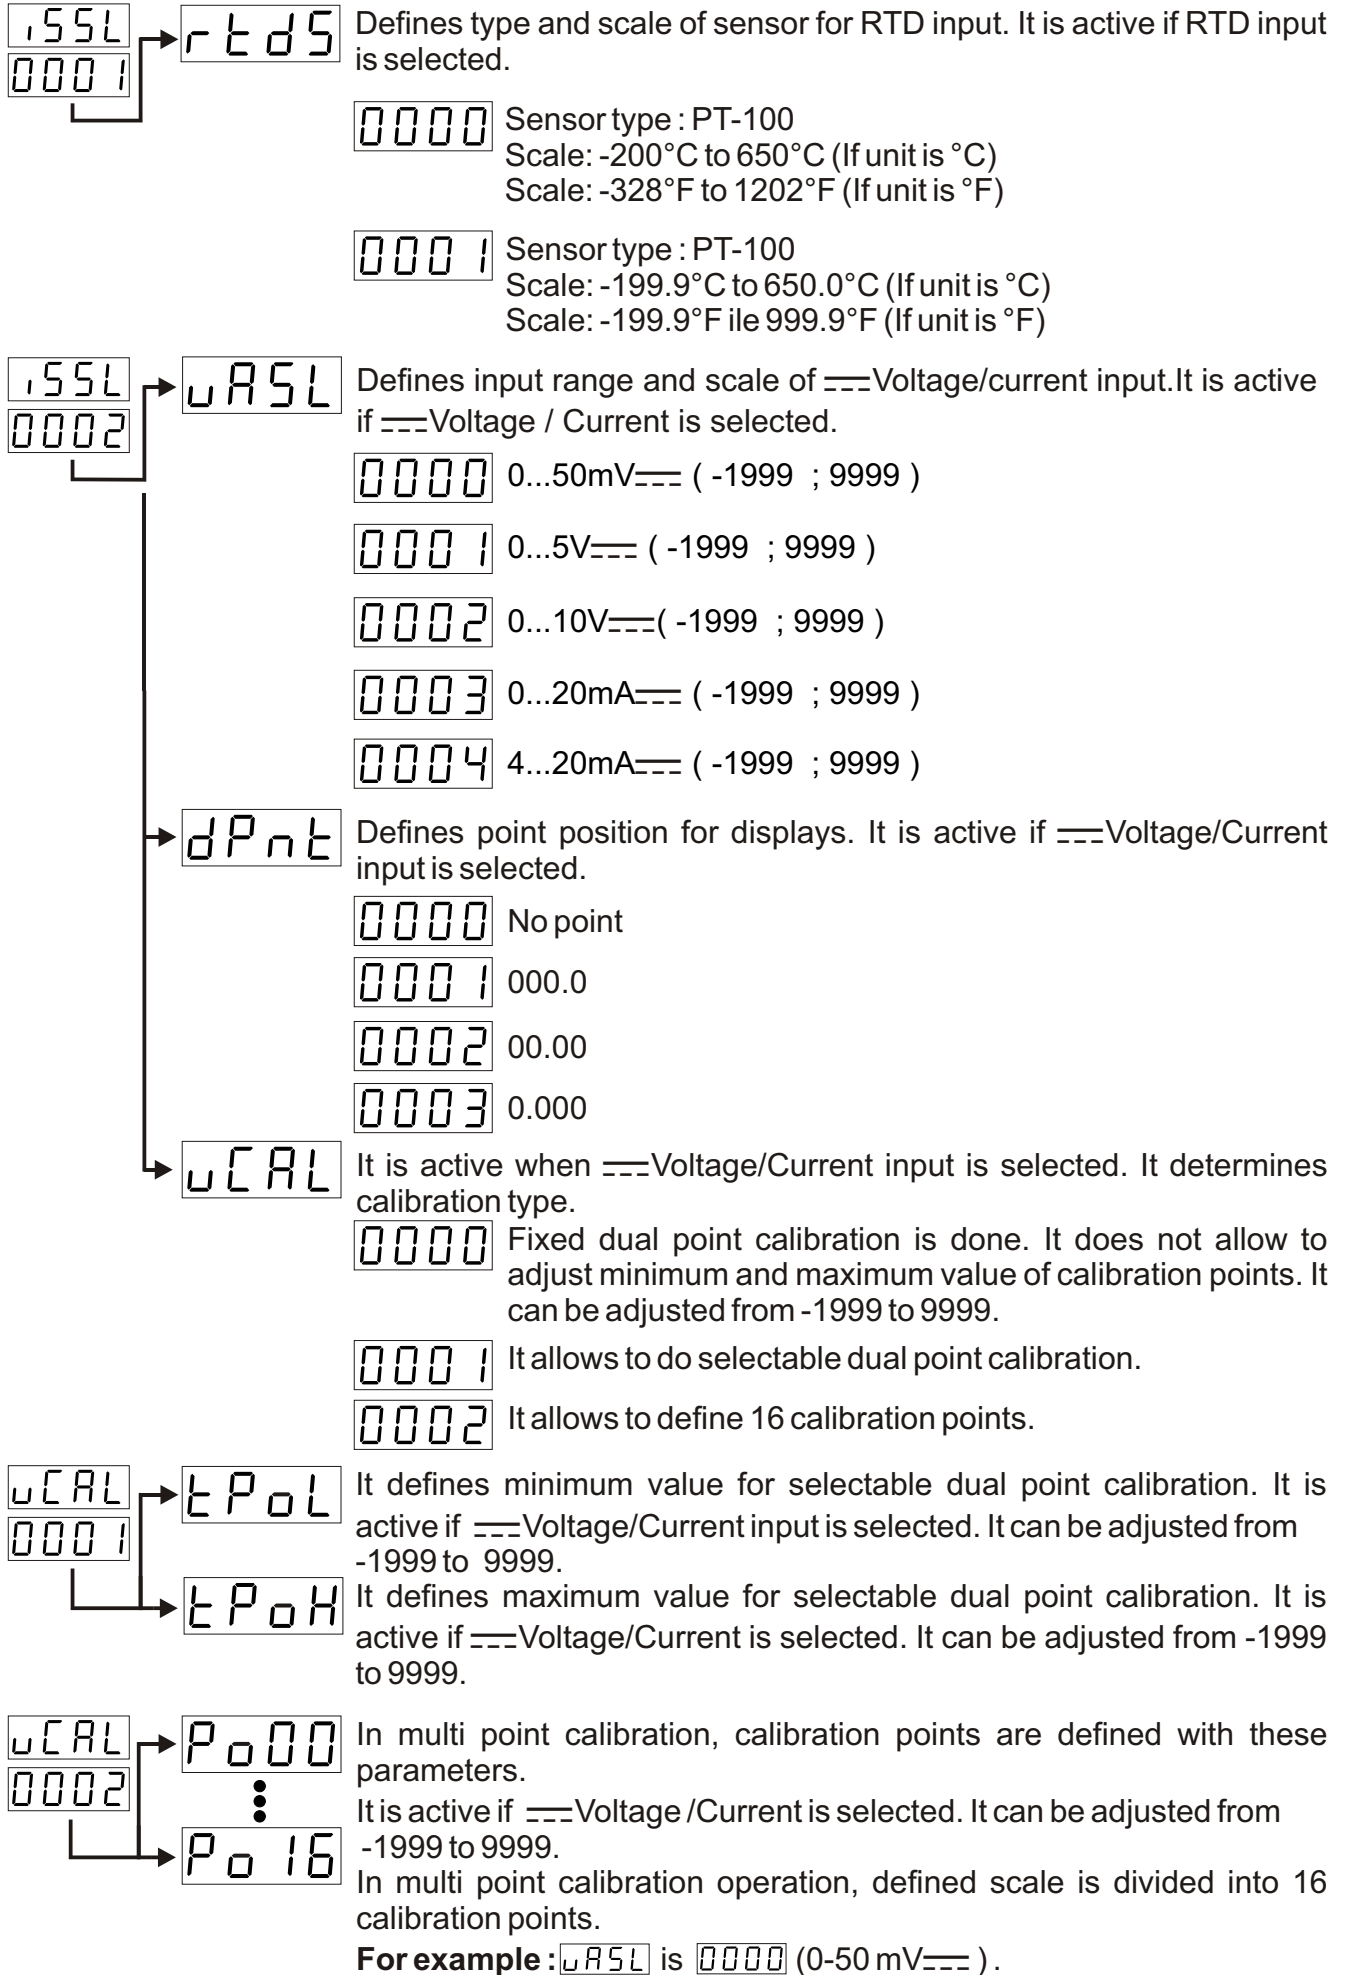 iSSL
0001
rtdS Defines type and scale of sensor for RTD input. It is active if RTD input
is selected.
0000 Sensor type : PT-100
Scale: -200°C to 650°C (If unit is °C)
Scale: -328°F to 1202°F (If unit is °F)
0001 Sensor type : PT-100
Scale: -199.9°C to 650.0°C (If unit is °C)
Scale: -199.9°F ile 999.9°F (If unit is °F)
iSSL
0002
uASL Defines input range and scale of ⎓Voltage/current input.It is active
if ⎓Voltage / Current is selected.
0000 0...50mV⎓ ( -1999 ; 9999 )
0001 0...5V⎓ ( -1999 ; 9999 )
0002 0...10V⎓( -1999 ; 9999 )
0003 0...20mA⎓ ( -1999 ; 9999 )
0004 4...20mA⎓ ( -1999 ; 9999 )
dPnt Defines point position for displays. It is active if ⎓Voltage/Current
input is selected.
0000 No point
0001 000.0
0002 00.00
0003 0.000
uCAL It is active when ⎓Voltage/Current input is selected. It determines
calibration type.
0000 Fixed dual point calibration is done. It does not allow to
adjust minimum and maximum value of calibration points. It
can be adjusted from -1999 to 9999.
0001 It allows to do selectable dual point calibration.
0002 It allows to define 16 calibration points.
uCAL
0001
tPoL It defines minimum value for selectable dual point calibration. It is
active if ⎓Voltage/Current input is selected. It can be adjusted from
-1999 to 9999.
tPoH It defines maximum value for selectable dual point calibration. It is
active if ⎓Voltage/Current is selected. It can be adjusted from -1999
to 9999.
uCAL
0002
Po00 In multi point calibration, calibration points are defined with these
parameters.
It is active if ⎓Voltage /Current is selected. It can be adjusted from
-1999 to 9999.
Po16
In multi point calibration operation, defined scale is divided into 16
calibration points.
For example : uASL is 0000 (0-50 mV⎓ ) .